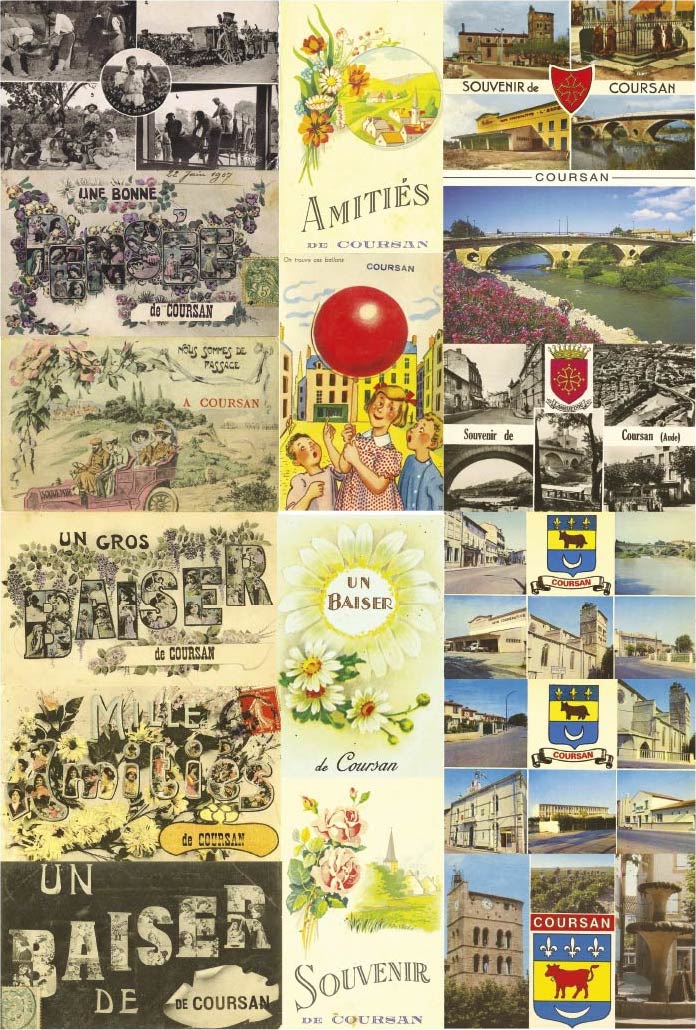 22 Juin 1907
UNE BONNE
ANNÉE
de COURSAN
NOUS SOMMES DE
PASSAGE
A COURSAN
UN GROS
BAISER
de COURSAN
MILLE
Amitiés
de COURSAN
UN
BAISER
DE
DE COURSAN
AMITIÉS
DE COURSAN
On trouve ces ballons
COURSAN
UN
BAISER
de Coursan
SOUVENIR
DE COURSAN
SOUVENIR de COURSAN
COURSAN
Souvenir de Coursan (Aude)
COURSAN
COURSAN
COURSAN